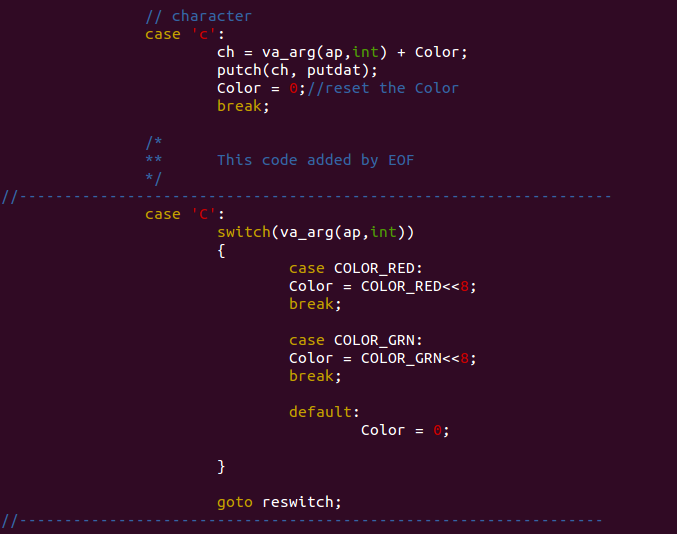 // character
case 'c':
ch = va_arg(ap,int) + Color;
putch(ch, putdat);
Color = 0;//reset the Color
break;
/*
** This code added by EOF
*/
//------------------------------------------------------------------
case 'C':
switch(va_arg(ap,int))
{
case COLOR_RED:
Color = COLOR_RED<<8;
break;
case COLOR_GRN:
Color = COLOR_GRN<<8;
break;
default:
Color = 0;
}
goto reswitch;
//-----------------------------------------------------------------